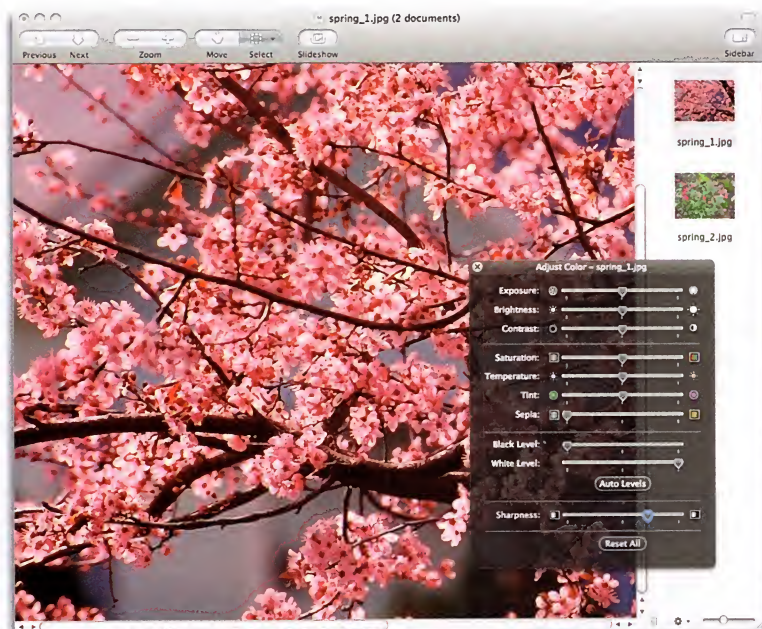 spring_1.jpg (2 documents)
Previous Next Zoom Move Select Slideshow Sidebar
spring_1.jpg
spring_2.jpg
Adjust Color – spring_1.jpg
Exposure:
Brightness:
Contrast:
Saturation:
Temperature:
Tint:
Sepia:
Black Level:
White Level:
Auto Levels
Sharpness:
Reset All